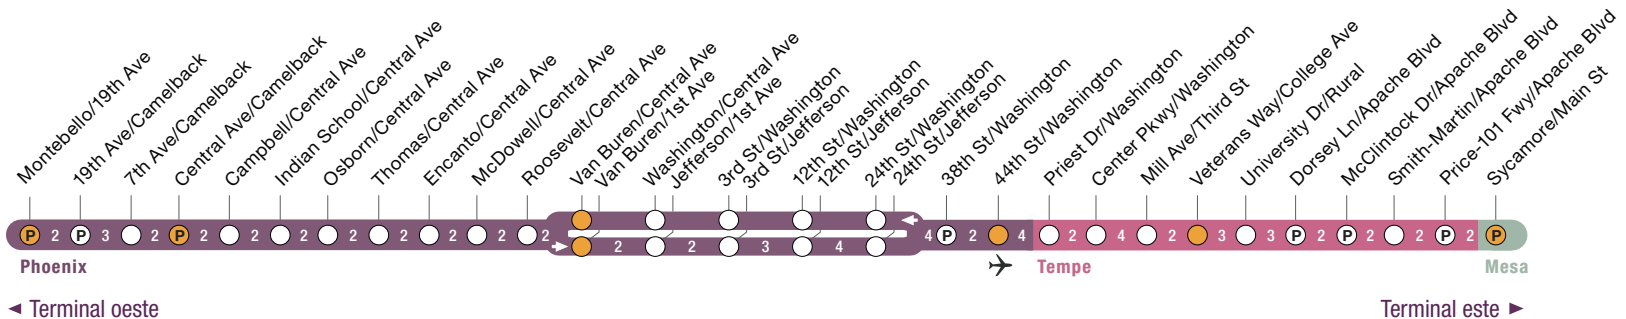 Montebello/19th Ave
19th Ave/Camelback
7th Ave/Camelback
Central Ave/Camelback
Campbell/Central Ave
Indian School/Central Ave
Osborn/Central Ave
Thomas/Central Ave
Encanto/Central Ave
McDowell/Central Ave
Roosevelt/Central Ave
Van Buren/Central Ave
Van Buren/1st Ave
Washington/Central Ave
Jefferson/1st Ave
3rd St/Washington
3rd St/Jefferson
12th St/Washington
12th St/Jefferson
24th St/Washington
24th St/Jefferson
38th St/Washington
44th St/Washington
Priest Dr/Washington
Center Pkwy/Washington
Mill Ave/Third St
Veterans Way/College Ave
University Dr/Rural
Dorsey Ln/Apache Blvd
McClintock Dr/Apache Blvd
Smith-Martin/Apache Blvd
Price-101 Fwy/Apache Blvd
Sycamore/Main St
P 2 P 3 2 P 2 2 2 2 2 2 2 2 4 P 2 4 2 4 2 3 3 P 2 P 2 2 P 2 P
2 2 3 4
Phoenix Tempe Mesa
◄ Terminal oeste Terminal este ►